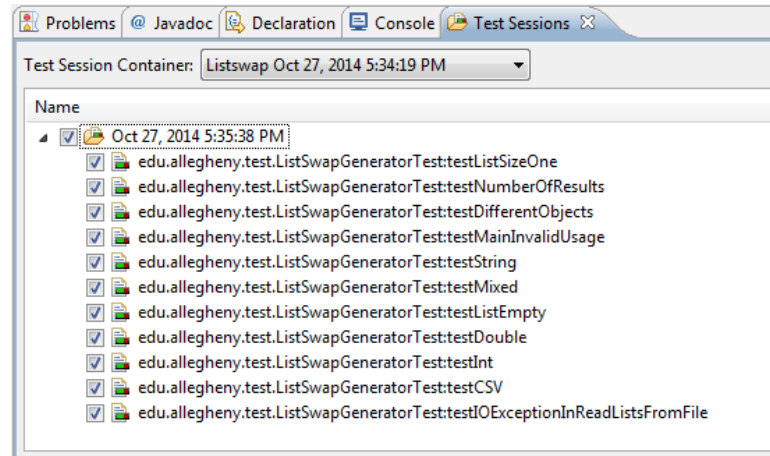 Problems @ Javadoc Declaration Console Test Sessions
Test Session Container: Listswap Oct 27, 2014 5:34:19 PM
Name
Oct 27, 2014 5:35:38 PM
edu.allegheny.test.ListSwapGeneratorTest:testListSizeOne
edu.allegheny.test.ListSwapGeneratorTest:testNumberOfResults
edu.allegheny.test.ListSwapGeneratorTest:testDifferentObjects
edu.allegheny.test.ListSwapGeneratorTest:testMainInvalidUsage
edu.allegheny.test.ListSwapGeneratorTest:testString
edu.allegheny.test.ListSwapGeneratorTest:testMixed
edu.allegheny.test.ListSwapGeneratorTest:testListEmpty
edu.allegheny.test.ListSwapGeneratorTest:testDouble
edu.allegheny.test.ListSwapGeneratorTest:testInt
edu.allegheny.test.ListSwapGeneratorTest:testCSV
edu.allegheny.test.ListSwapGeneratorTest:testIOExceptionInReadListsFromFile